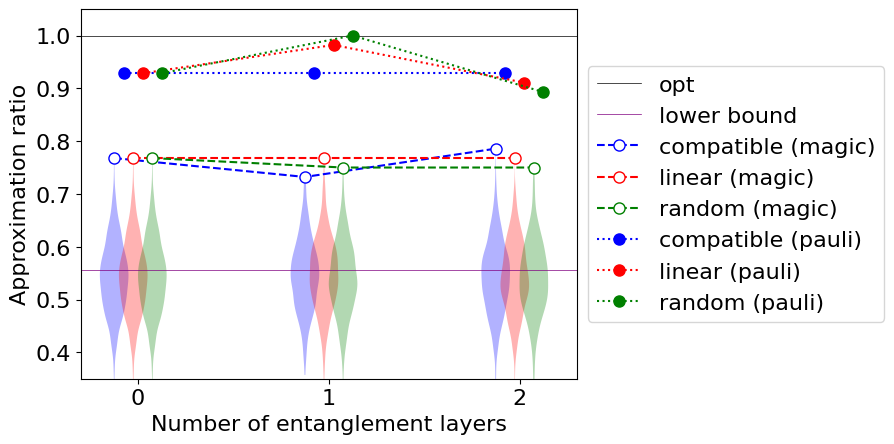 Approximation ratio
1.0
0.9
0.8
0.7
0.6
0.5
0.4
0
1
2
Number of entanglement layers
opt
lower bound
compatible (magic)
linear (magic)
random (magic)
compatible (pauli)
linear (pauli)
random (pauli)